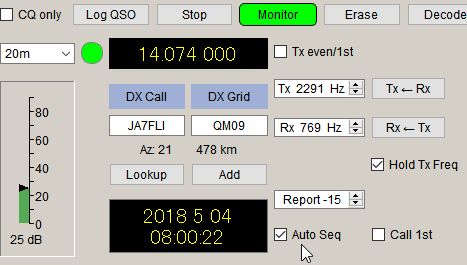 CQ only Log QSO Stop Monitor Erase Decode
20m 14.074 000 Tx even/1st
DX Call DX Grid Tx 2291 Hz Tx ← Rx
80
JA7FLI QM09 Rx 769 Hz Rx ← Tx
60
Az: 21 478 km Hold Tx Freq
40
Lookup Add
20 Report -15
0
2018 5 04
08:00:22 Auto Seq Call 1st
25 dB